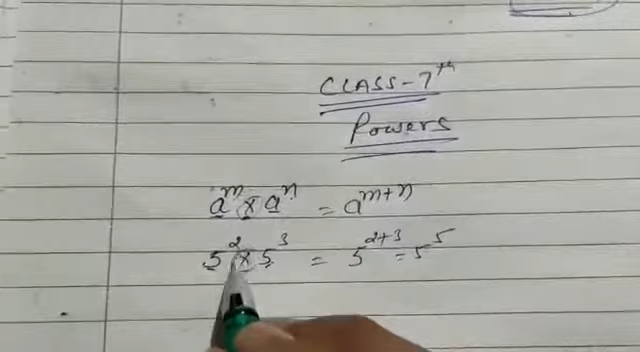 CLASS-7th
Powers
a^m × a^n = a^{m+n}
5^2 × 5^3 = 5^{2+3} = 5^5